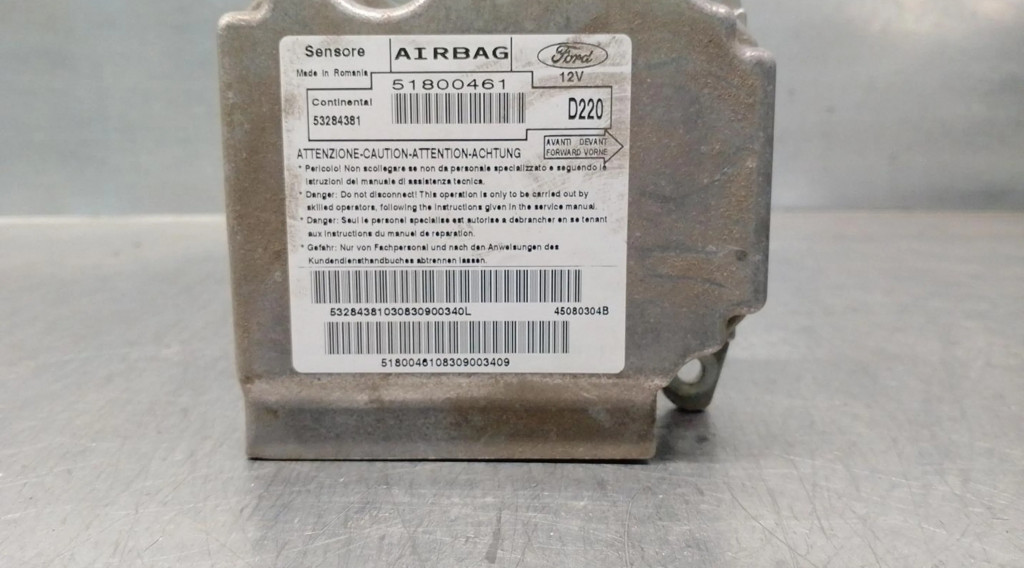 Sensore AIRBAG Ford
Made in Romania 12V
51800461
Continental
53284381
D220
AVANTI DEVANT
FORWARD VORNE
ATTENZIONE-CAUTION-ATTENTION-ACHTUNG
* Pericolo! Non scollegare se non da personale specializzato e seguendo le
istruzioni del manuale di assistenza tecnica.
* Danger: Do not disconnect! This operation is only to be carried out by
skilled operators, following the instructions given in the service manual.
* Danger: Seul le personel specialise est autorise a debrancher en se tenant
aux instructions du manuel de reparation.
* Gefahr: Nur von Fachpersonal und nach den Anweisungen des
Kundendiensthandbuches abtrennen lassen.
53284381030830900340L 45080304B
5180046108309003409